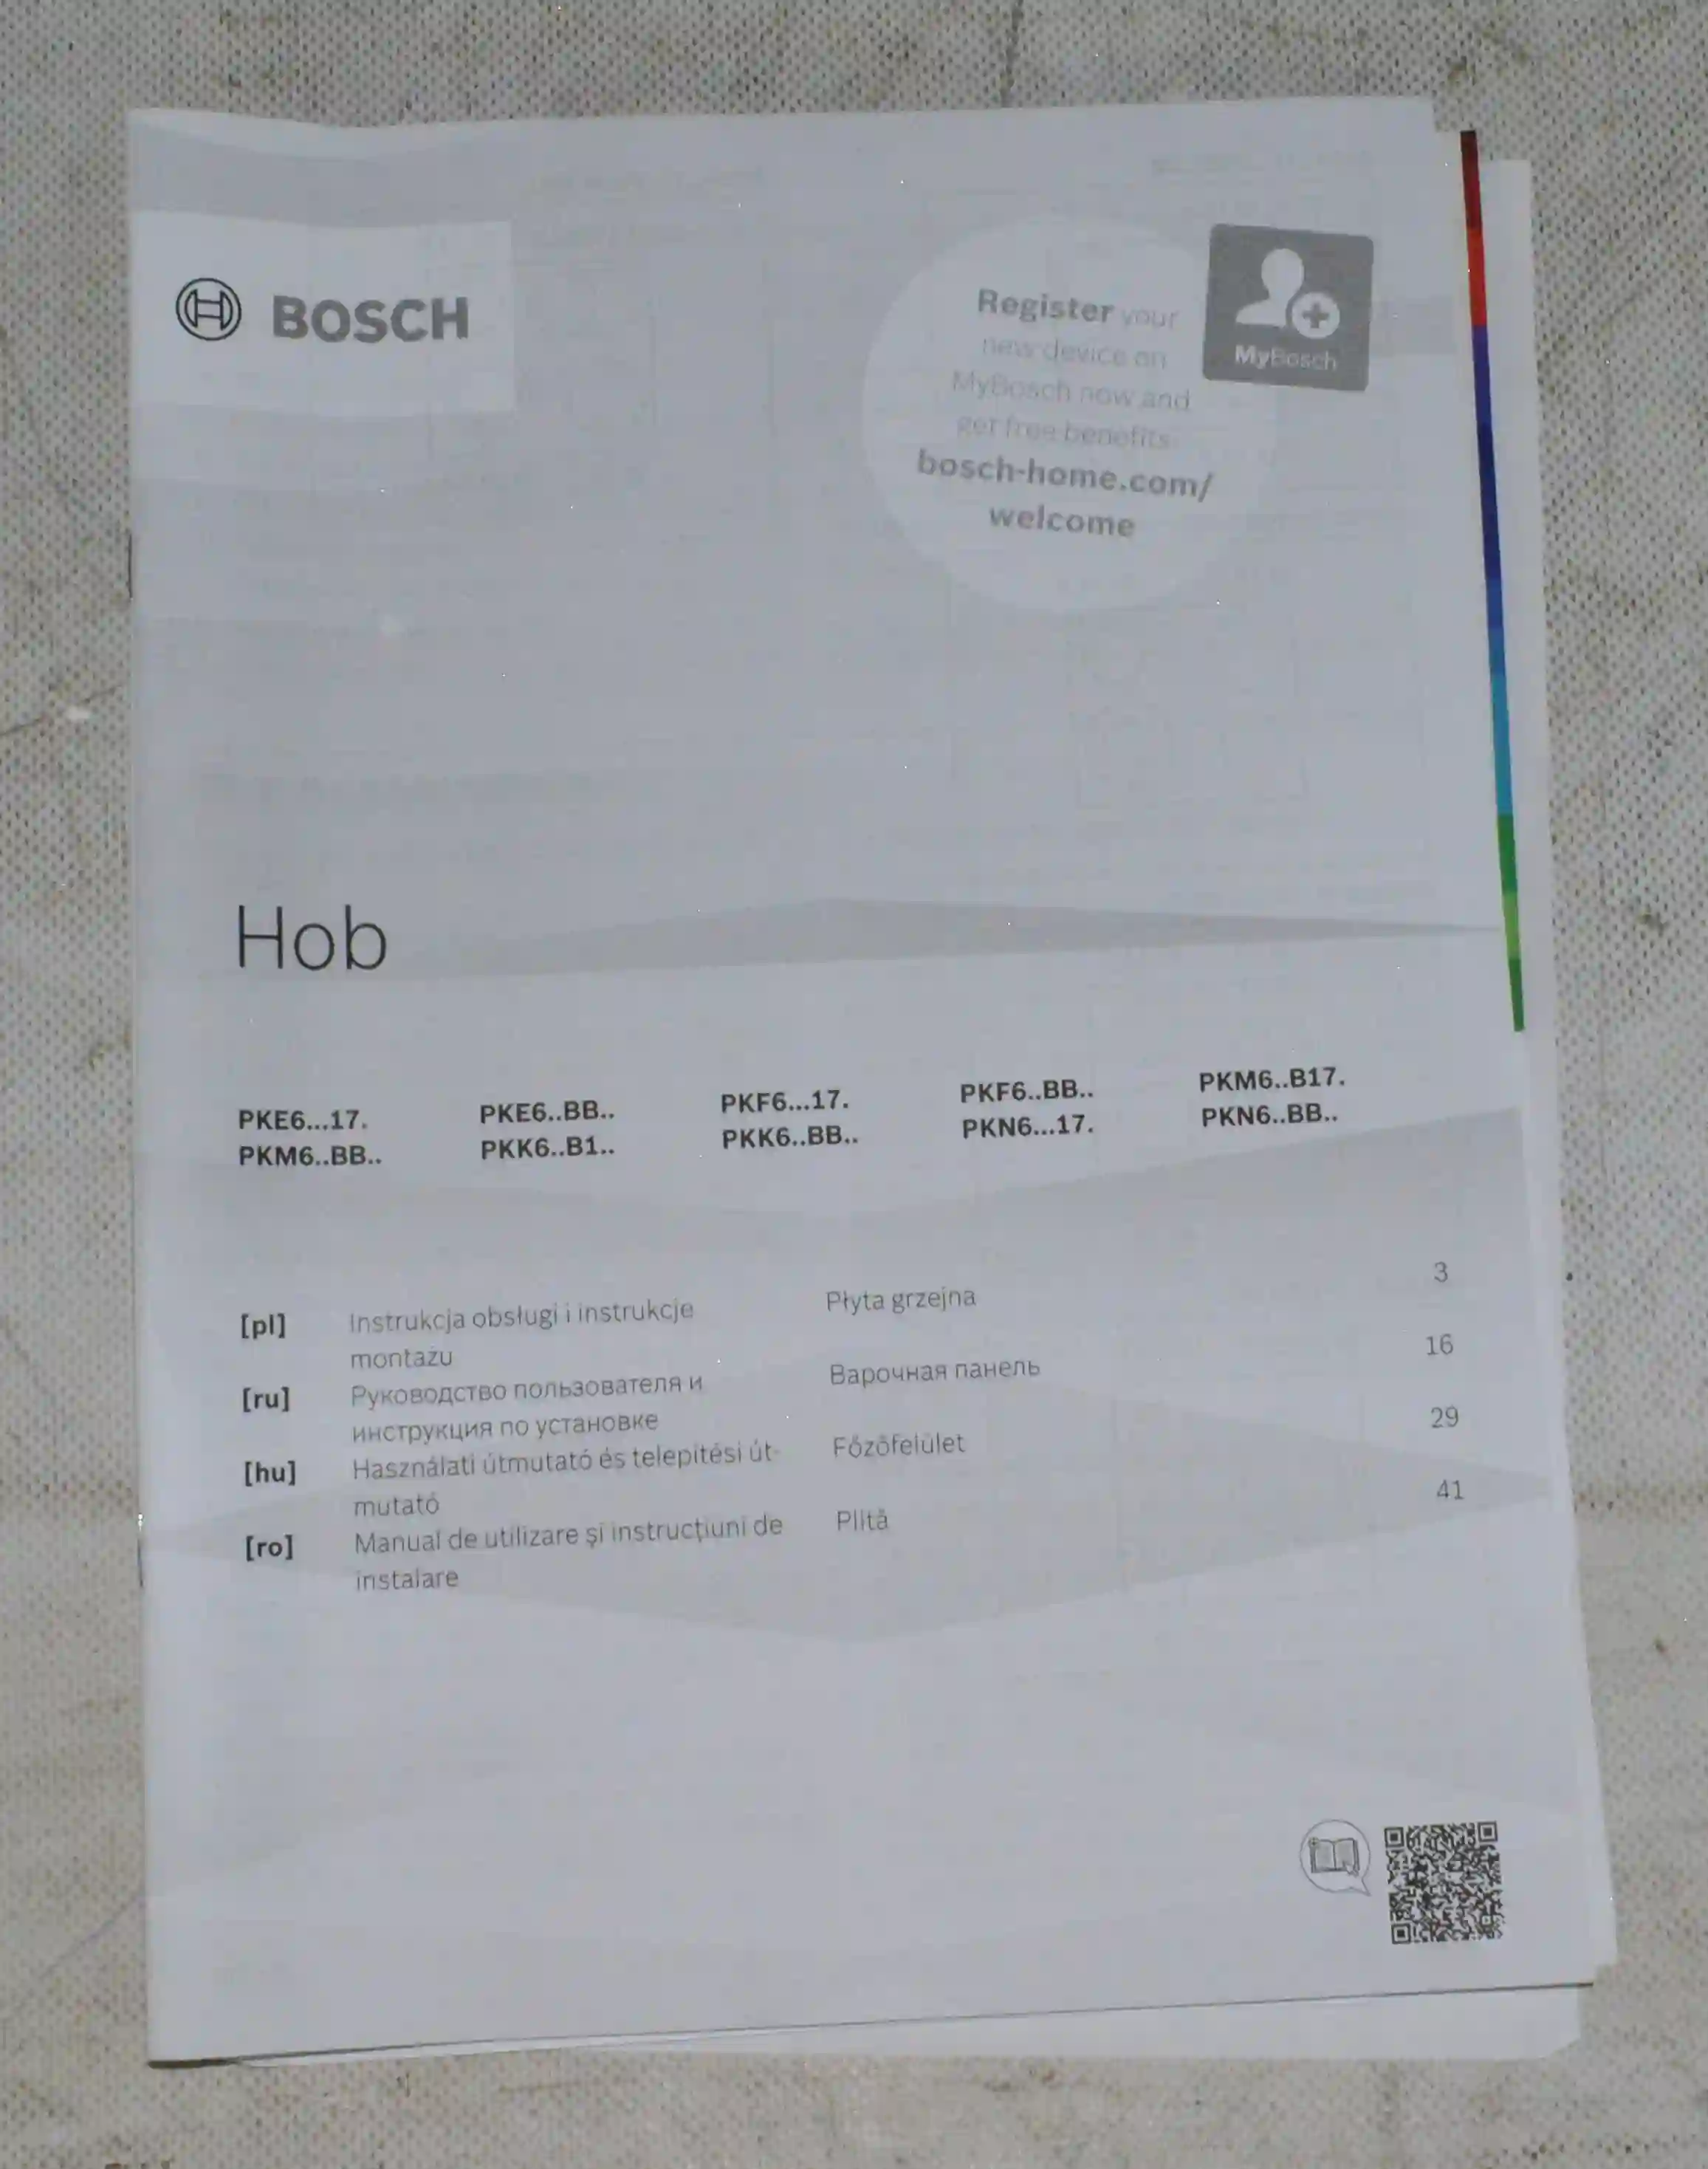 BOSCH
Register your
new device on
MyBosch now and
get free benefits
bosch-home.com/
welcome
MyBosch
Hob
PKE6...17. PKE6..BB.. PKF6...17. PKF6..BB.. PKM6..B17.
PKM6..BB.. PKK6..B1.. PKK6..BB.. PKN6...17. PKN6..BB..
[pl] Instrukcja obsługi i instrukcje Płyta grzejna 3
montażu
[ru] Руководство пользователя и Варочная панель 16
инструкция по установке
[hu] Használati útmutató és telepítési út- Főzőfelület 29
mutató
[ro] Manual de utilizare și instrucțiuni de Plită 41
instalare